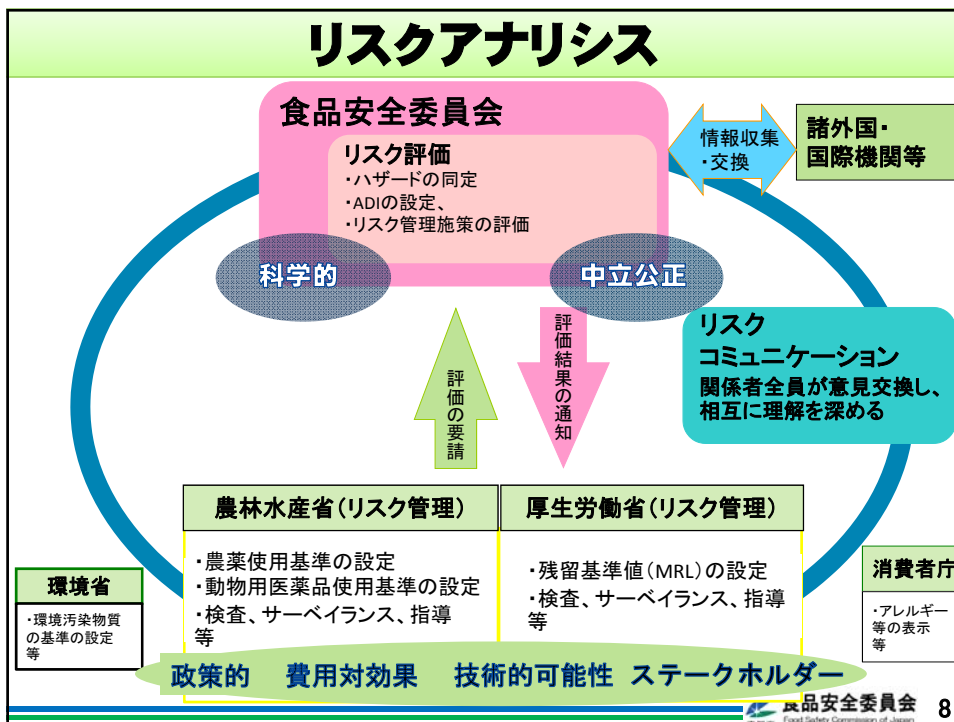 リスクアナリシス
食品安全委員会
リスク評価
・ハザードの同定
・ADIの設定、
・リスク管理施策の評価
科学的
中立公正
情報収集
・交換
諸外国・
国際機関等
リスク
コミュニケーション
関係者全員が意見交換し、
相互に理解を深める
評価の要請
評価結果の通知
農林水産省(リスク管理)
・農薬使用基準の設定
・動物用医薬品使用基準の設定
・検査、サーベイランス、指導
等
厚生労働省(リスク管理)
・残留基準値(MRL)の設定
・検査、サーベイランス、指導
等
環境省
・環境汚染物質
の基準の設定
等
消費者庁
・アレルギー
等の表示
等
政策的 費用対効果 技術的可能性 ステークホルダー
食品安全委員会
Food Safety Commission of Japan
8